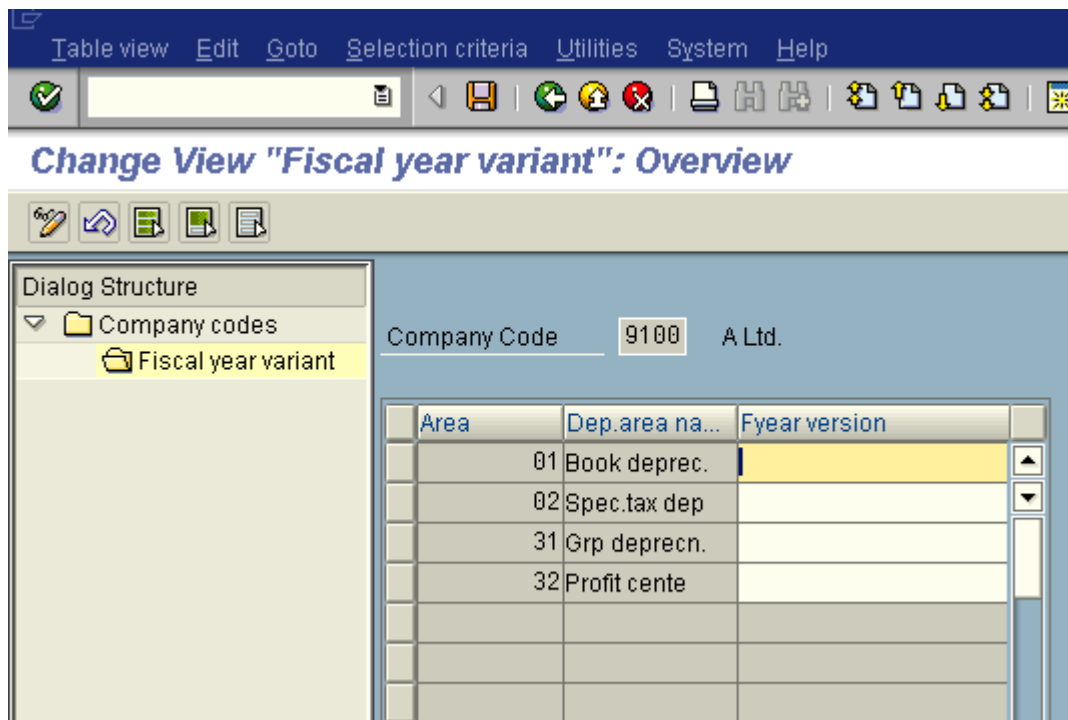 Table view Edit Goto Selection criteria Utilities System Help
Change View "Fiscal year variant": Overview
Dialog Structure
Company codes
Fiscal year variant
Company Code 9100 A Ltd.
Area Dep.area na... Fyear version
01 Book deprec.
02 Spec.tax dep
31 Grp deprecn.
32 Profit cente